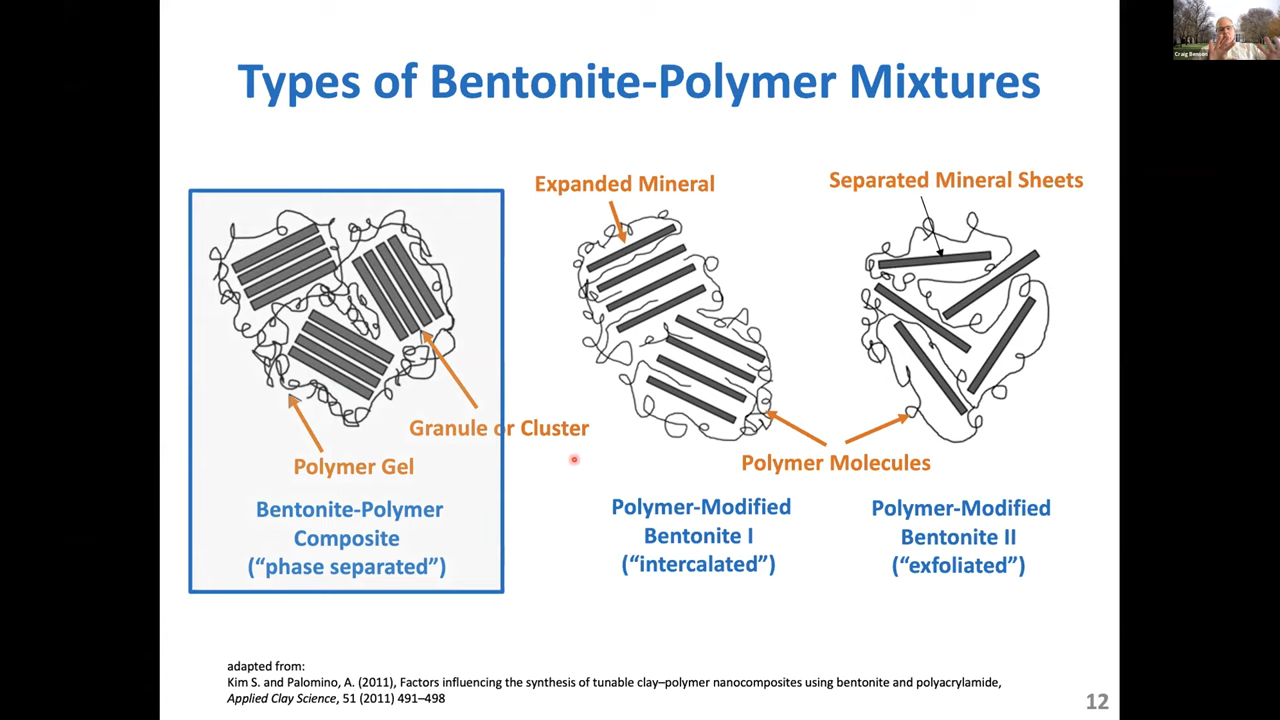 Craig Benson
Types of Bentonite-Polymer Mixtures
Expanded Mineral
Separated Mineral Sheets
Granule or Cluster
Polymer Gel
Polymer Molecules
Bentonite-Polymer
Composite
(“phase separated”)
Polymer-Modified
Bentonite I
(“intercalated”)
Polymer-Modified
Bentonite II
(“exfoliated”)
adapted from:
Kim S. and Palomino, A. (2011), Factors influencing the synthesis of tunable clay–polymer nanocomposites using bentonite and polyacrylamide,
Applied Clay Science, 51 (2011) 491–498
12